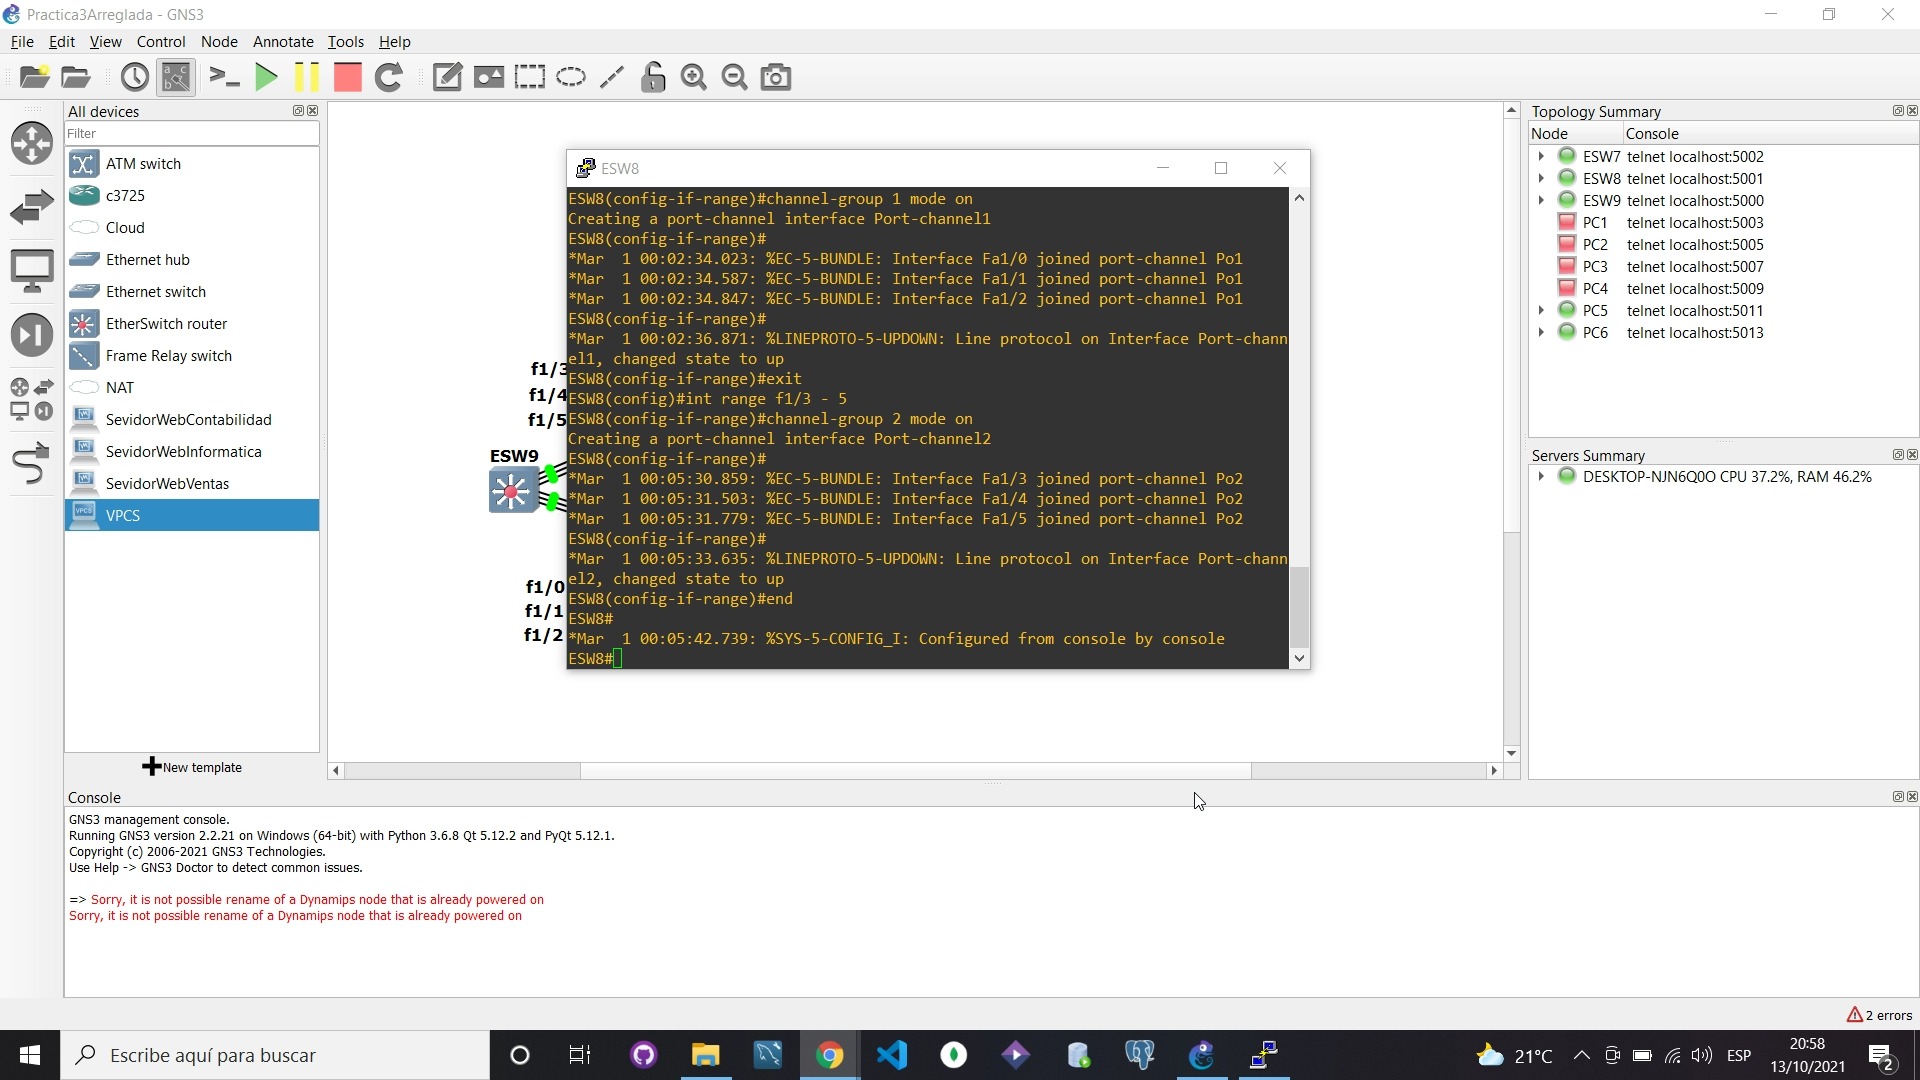 Practica3Arreglada - GNS3
File Edit View Control Node Annotate Tools Help
All devices
Filter
ATM switch
c3725
Cloud
Ethernet hub
Ethernet switch
EtherSwitch router
Frame Relay switch
NAT
SevidorWebContabilidad
SevidorWebInformatica
SevidorWebVentas
VPCS
New template
f1/3
f1/4
f1/5
ESW9
f1/0
f1/1
f1/2
ESW8
ESW8(config-if-range)#channel-group 1 mode on
Creating a port-channel interface Port-channel1
ESW8(config-if-range)#
*Mar  1 00:02:34.023: %EC-5-BUNDLE: Interface Fa1/0 joined port-channel Po1
*Mar  1 00:02:34.587: %EC-5-BUNDLE: Interface Fa1/1 joined port-channel Po1
*Mar  1 00:02:34.847: %EC-5-BUNDLE: Interface Fa1/2 joined port-channel Po1
ESW8(config-if-range)#
*Mar  1 00:02:36.871: %LINEPROTO-5-UPDOWN: Line protocol on Interface Port-chann
el1, changed state to up
ESW8(config-if-range)#exit
ESW8(config)#int range f1/3 - 5
ESW8(config-if-range)#channel-group 2 mode on
Creating a port-channel interface Port-channel2
ESW8(config-if-range)#
*Mar  1 00:05:30.859: %EC-5-BUNDLE: Interface Fa1/3 joined port-channel Po2
*Mar  1 00:05:31.503: %EC-5-BUNDLE: Interface Fa1/4 joined port-channel Po2
*Mar  1 00:05:31.779: %EC-5-BUNDLE: Interface Fa1/5 joined port-channel Po2
ESW8(config-if-range)#
*Mar  1 00:05:33.635: %LINEPROTO-5-UPDOWN: Line protocol on Interface Port-chann
el2, changed state to up
ESW8(config-if-range)#end
ESW8#
*Mar  1 00:05:42.739: %SYS-5-CONFIG_I: Configured from console by console
ESW8#
Topology Summary
Node Console
ESW7 telnet localhost:5002
ESW8 telnet localhost:5001
ESW9 telnet localhost:5000
PC1 telnet localhost:5003
PC2 telnet localhost:5005
PC3 telnet localhost:5007
PC4 telnet localhost:5009
PC5 telnet localhost:5011
PC6 telnet localhost:5013
Servers Summary
DESKTOP-NJN6Q0O CPU 37.2%, RAM 46.2%
Console
GNS3 management console.
Running GNS3 version 2.2.21 on Windows (64-bit) with Python 3.6.8 Qt 5.12.2 and PyQt 5.12.1.
Copyright (c) 2006-2021 GNS3 Technologies.
Use Help -> GNS3 Doctor to detect common issues.
=> Sorry, it is not possible rename of a Dynamips node that is already powered on
Sorry, it is not possible rename of a Dynamips node that is already powered on
2 errors
Escribe aquí para buscar
21°C
ESP
20:58
13/10/2021
2